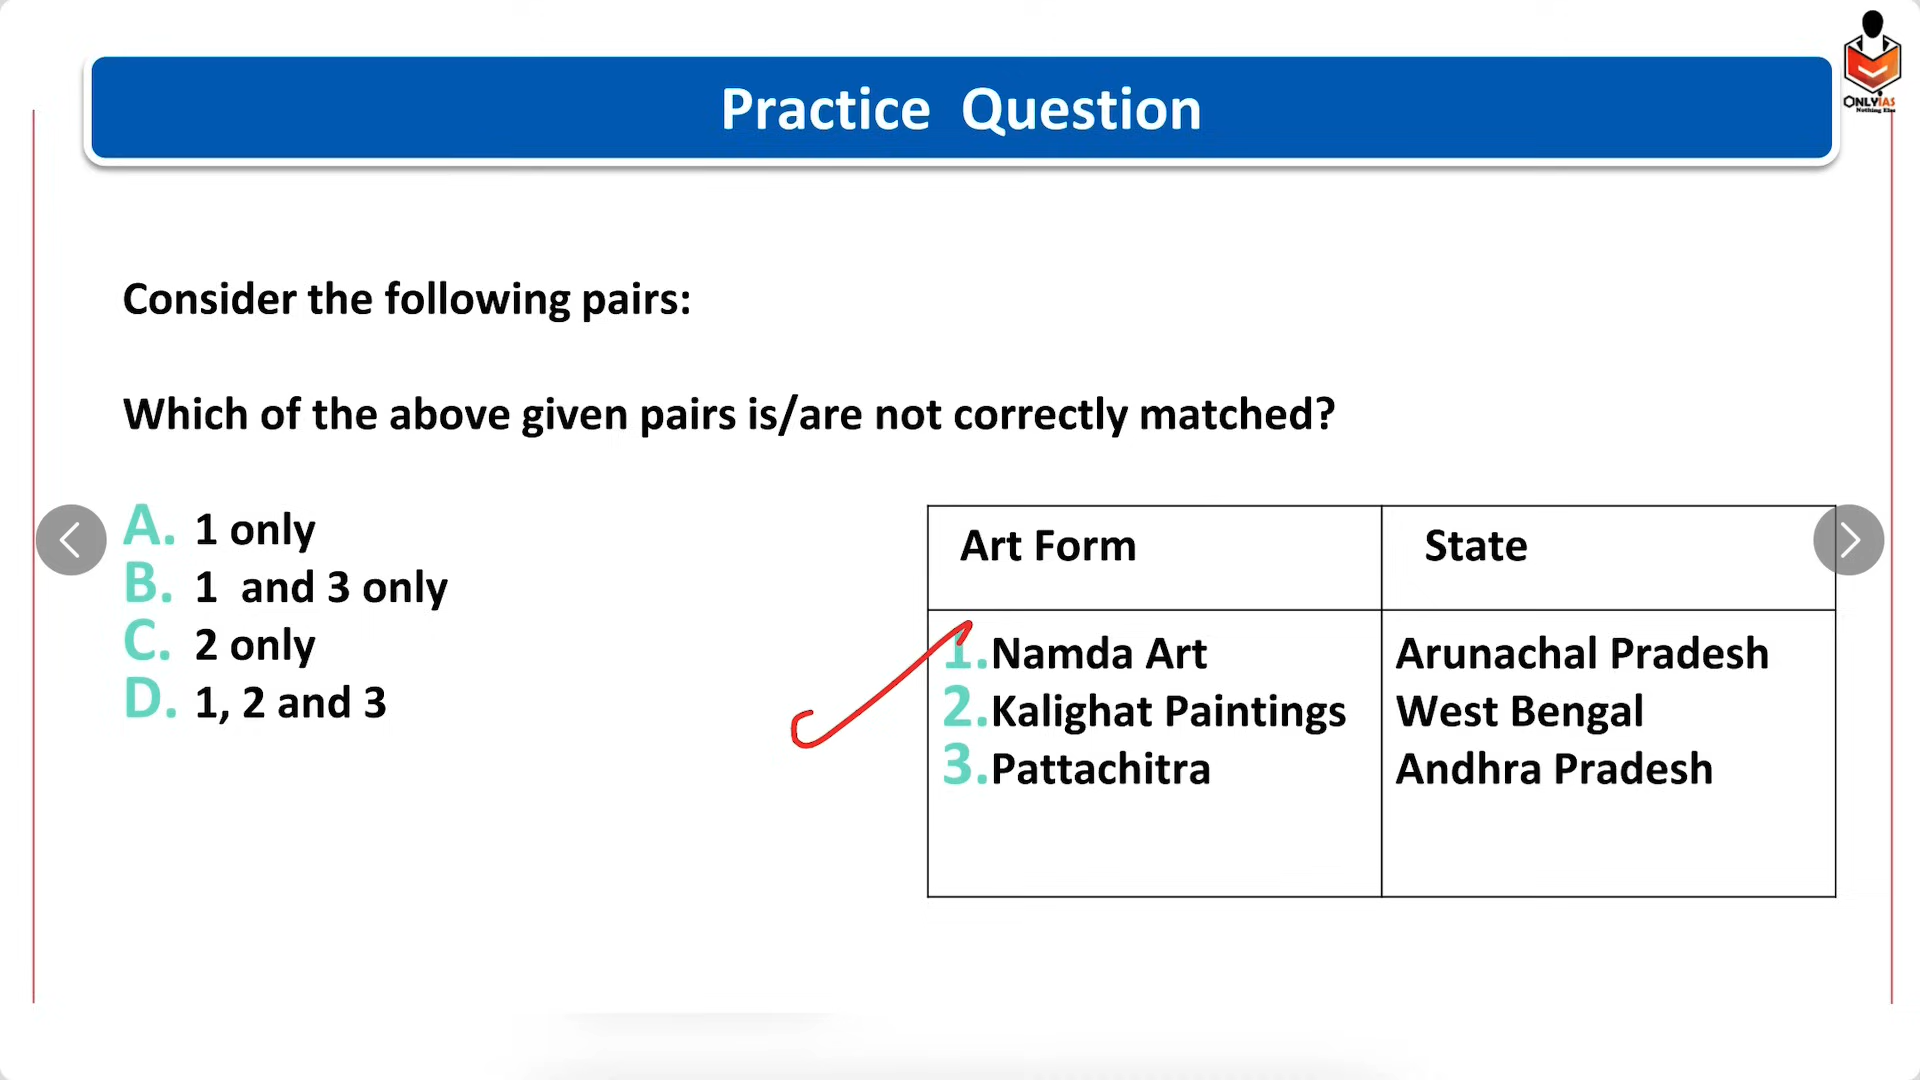 Practice Question
ONLYIAS
Nothing Else
Consider the following pairs:
Which of the above given pairs is/are not correctly matched?
A. 1 only
B. 1 and 3 only
C. 2 only
D. 1, 2 and 3
Art Form State
1. Namda Art Arunachal Pradesh
2. Kalighat Paintings West Bengal
3. Pattachitra Andhra Pradesh